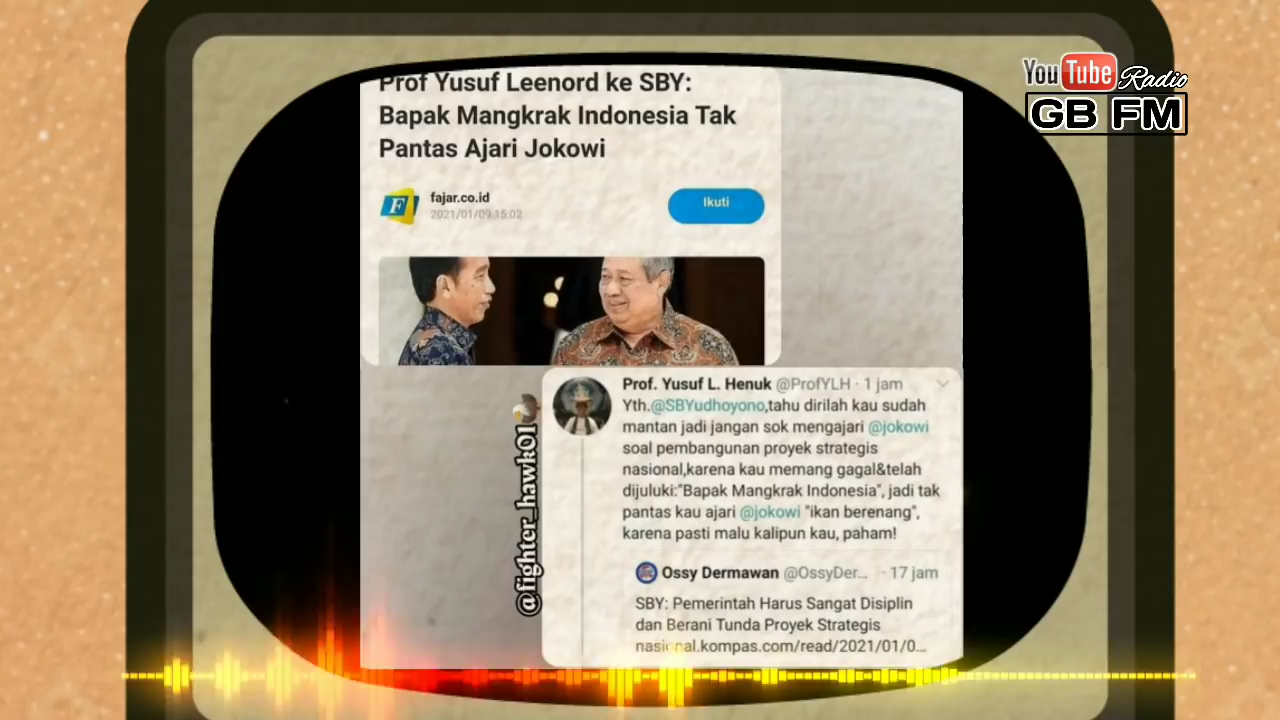 Prof Yusuf Leenord ke SBY:
Bapak Mangkrak Indonesia Tak
Pantas Ajari Jokowi
F
fajar.co.id
2021/01/09 15.02
Ikuti
YouTube Radio
GB FM
@fighter_hawk01
Prof. Yusuf L. Henuk @ProfYLH · 1 jam
Yth.@SBYudhoyono,tahu dirilah kau sudah
mantan jadi jangan sok mengajari @jokowi
soal pembangunan proyek strategis
nasional,karena kau memang gagal&telah
dijuluki:"Bapak Mangkrak Indonesia", jadi tak
pantas kau ajari @jokowi "ikan berenang",
karena pasti malu kalipun kau, paham!
Ossy Dermawan @OssyDer... · 17 jam
SBY: Pemerintah Harus Sangat Disiplin
dan Berani Tunda Proyek Strategis
nasional.kompas.com/read/2021/01/0...